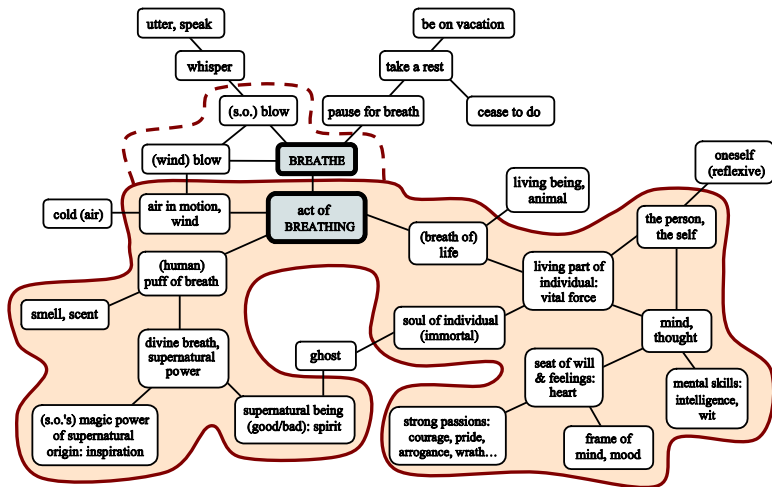 utter, speak
be on vacation
whisper
take a rest
(s.o.) blow
pause for breath
cease to do
(wind) blow
BREATHE
oneself
(reflexive)
living being,
animal
cold (air)
air in motion,
wind
act of
BREATHING
the person,
the self
(breath of)
life
(human)
puff of breath
living part of
individual:
vital force
smell, scent
soul of individual
(immortal)
mind,
thought
divine breath,
supernatural
power
ghost
seat of will
& feelings:
heart
mental skills:
intelligence,
wit
(s.o.'s) magic power
of supernatural
origin: inspiration
supernatural being
(good/bad): spirit
strong passions:
courage, pride,
arrogance, wrath...
frame of
mind, mood